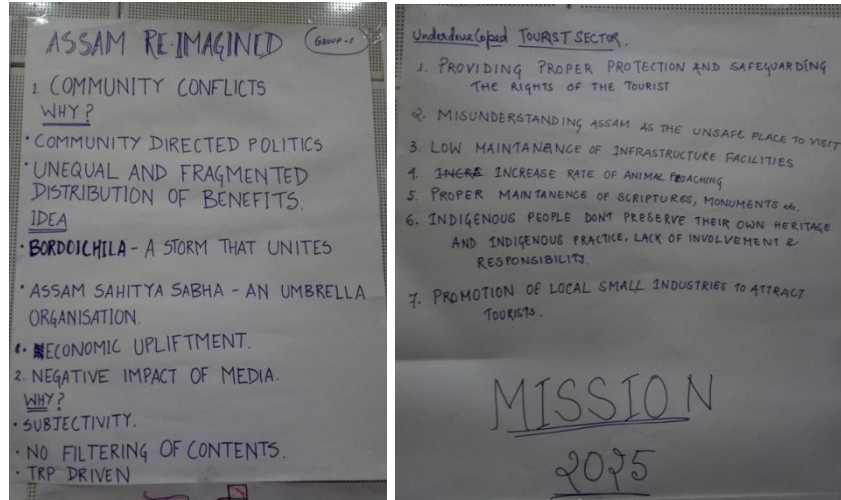 ASSAM RE-IMAGINED GROUP-1
1. COMMUNITY CONFLICTS
WHY?
• COMMUNITY DIRECTED POLITICS
• UNEQUAL AND FRAGMENTED
DISTRIBUTION OF BENEFITS.
IDEA
• BORDOICHILA - A STORM THAT UNITES
• ASSAM SAHITYA SABHA - AN UMBRELLA
ORGANISATION.
• ECONOMIC UPLIFTMENT.
2. NEGATIVE IMPACT OF MEDIA.
WHY?
• SUBJECTIVITY.
• NO FILTERING OF CONTENTS.
• TRP DRIVEN
Underdeveloped TOURIST SECTOR.
1. PROVIDING PROPER PROTECTION AND SAFEGUARDING
THE RIGHTS OF THE TOURIST
2. MISUNDERSTANDING ASSAM AS THE UNSAFE PLACE TO VISIT
3. LOW MAINTANANCE OF INFRASTRUCTURE FACILITIES
4. INCRE INCREASE RATE OF ANIMAL POACHING
5. PROPER MAINTANENCE OF SCRIPTURES, MONUMENTS etc.
6. INDIGENOUS PEOPLE DON'T PRESERVE THEIR OWN HERITAGE
AND INDIGENOUS PRACTICE, LACK OF INVOLVEMENT &
RESPONSIBILITY.
7. PROMOTION OF LOCAL SMALL INDUSTRIES TO ATTRACT
TOURISTS.
MISSION
2025